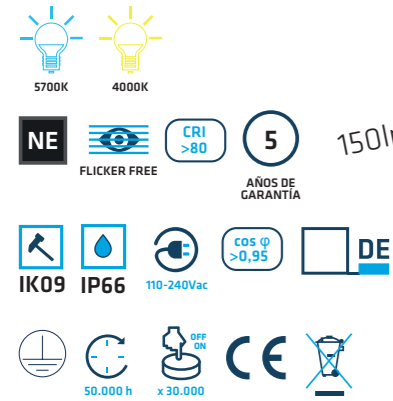 5700K 4000K
NE
FLICKER FREE
CRI
>80
5
AÑOS DE
GARANTÍA
IK09 IP66
110-240Vac
cos φ
>0,95
DE
50.000 h
OFF
ON
x 30.000
CE